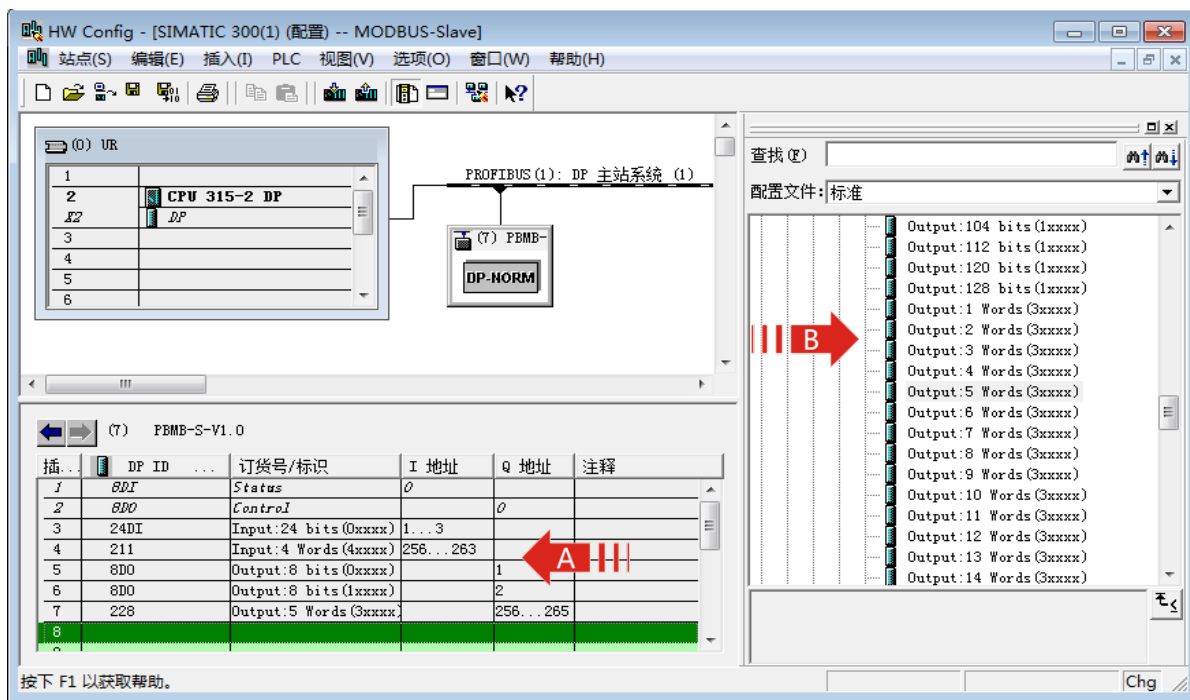 HW Config - [SIMATIC 300(1) (配置) -- MODBUS-Slave]
站点(S) 编辑(E) 插入(I) PLC 视图(V) 选项(O) 窗口(W) 帮助(H)
(0) UR
1
2 CPU 315-2 DP
X2 DP
3
4
5
6
PROFIBUS(1): DP 主站系统 (1)
(7) PBMB-
DP-NORM
(7) PBMB-S-V1.0
插... DP ID ... 订货号/标识 I 地址 Q 地址 注释
1 8DI Status 0
2 8DO Control 0
3 24DI Input:24 bits(0xxxx) 1...3
4 211 Input:4 Words(4xxxx) 256...263
5 8DO Output:8 bits(0xxxx) 1
6 8DO Output:8 bits(1xxxx) 2
7 228 Output:5 Words(3xxxx) 256...265
8
A
查找(F)
配置文件: 标准
Output:104 bits(1xxxx)
Output:112 bits(1xxxx)
Output:120 bits(1xxxx)
Output:128 bits(1xxxx)
Output:1 Words(3xxxx)
Output:2 Words(3xxxx)
Output:3 Words(3xxxx)
Output:4 Words(3xxxx)
Output:5 Words(3xxxx)
Output:6 Words(3xxxx)
Output:7 Words(3xxxx)
Output:8 Words(3xxxx)
Output:9 Words(3xxxx)
Output:10 Words(3xxxx)
Output:11 Words(3xxxx)
Output:12 Words(3xxxx)
Output:13 Words(3xxxx)
Output:14 Words(3xxxx)
B
按下 F1 以获取帮助。
Chg